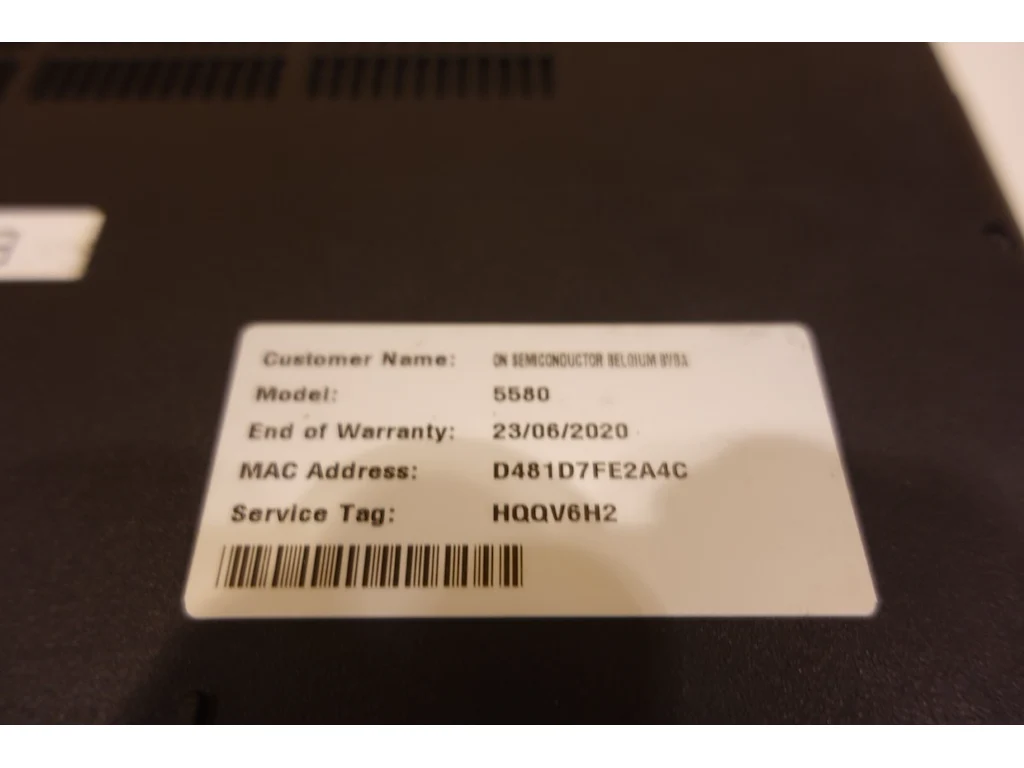 Customer Name: ON SEMICONDUCTOR BELGIUM BVBA
Model: 5580
End of Warranty: 23/06/2020
MAC Address: D481D7FE2A4C
Service Tag: HQQV6H2